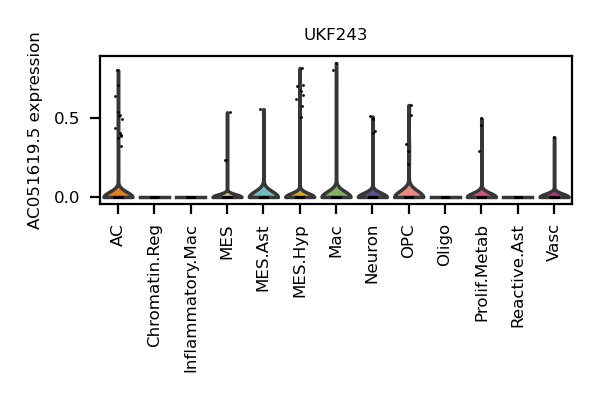 UKF243
AC051619.5 expression
0.5
0.0
AC
Chromatin.Reg
Inflammatory.Mac
MES
MES.Ast
MES.Hyp
Mac
Neuron
OPC
Oligo
Prolif.Metab
Reactive.Ast
Vasc